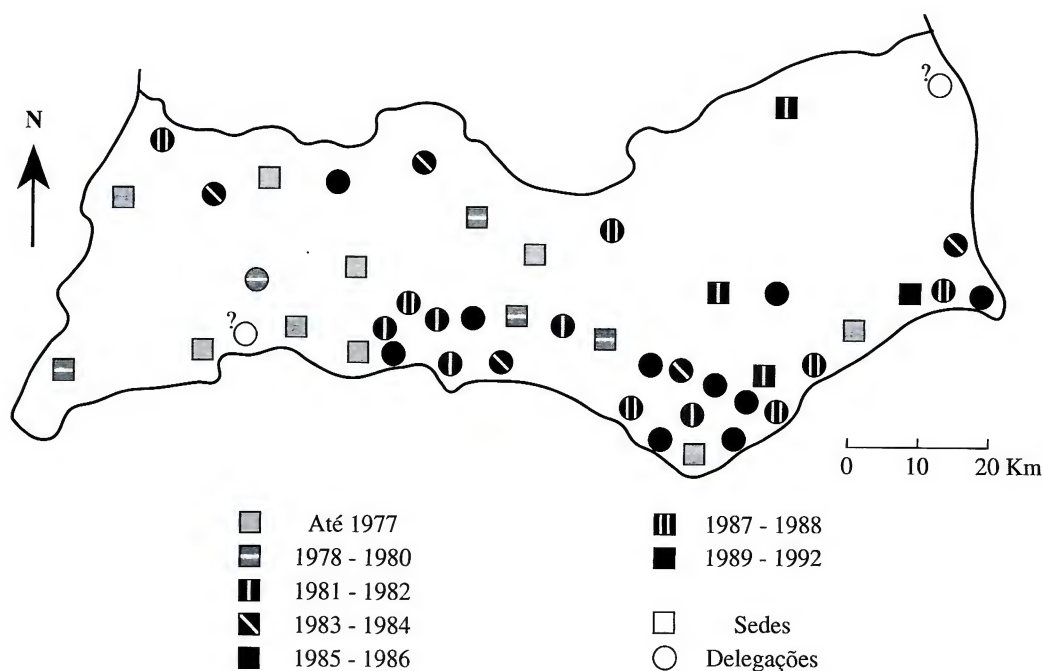 ?
N
?
0 10 20 Km
Até 1977
1978 - 1980
1981 - 1982
1983 - 1984
1985 - 1986
1987 - 1988
1989 - 1992
Sedes
Delegações